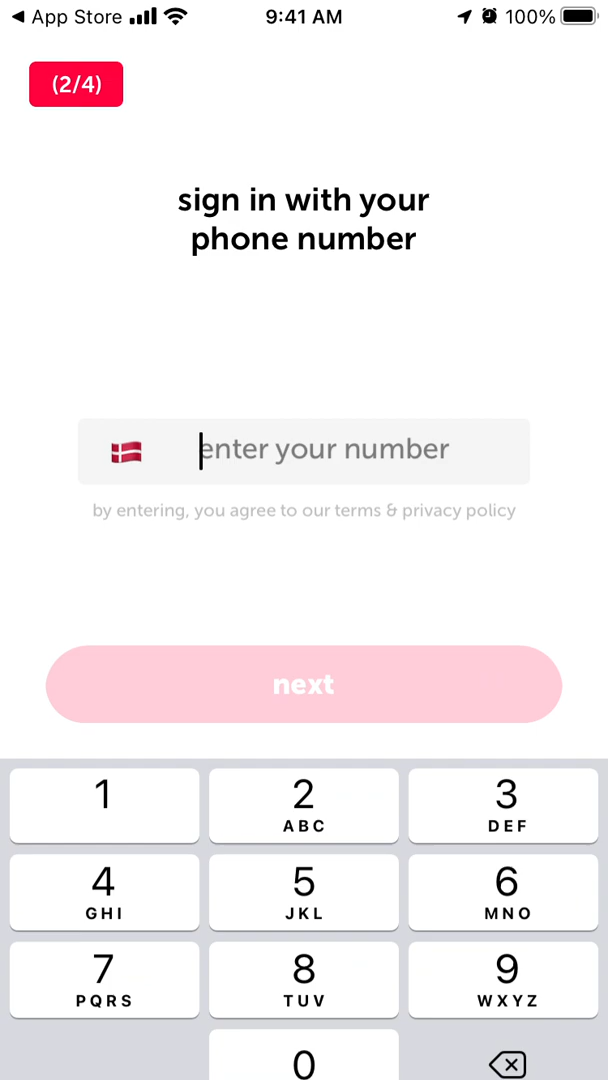 App Store 9:41 AM 100%
(2/4)
sign in with your
phone number
enter your number
by entering, you agree to our terms & privacy policy
next
1 2 3
ABC DEF
4 5 6
GHI JKL MNO
7 8 9
PQRS TUV WXYZ
0